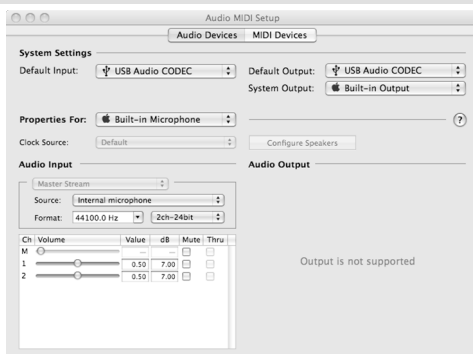 Audio MIDI Setup
Audio Devices MIDI Devices
System Settings
Default Input: USB Audio CODEC Default Output: USB Audio CODEC
System Output: Built-in Output
Properties For: Built-in Microphone ?
Clock Source: Default Configure Speakers
Audio Input Audio Output
Master Stream
Source: Internal microphone
Format: 44100.0 Hz 2ch-24bit
Ch Volume Value dB Mute Thru
M — —
1 0.50 7.00
2 0.50 7.00
Output is not supported